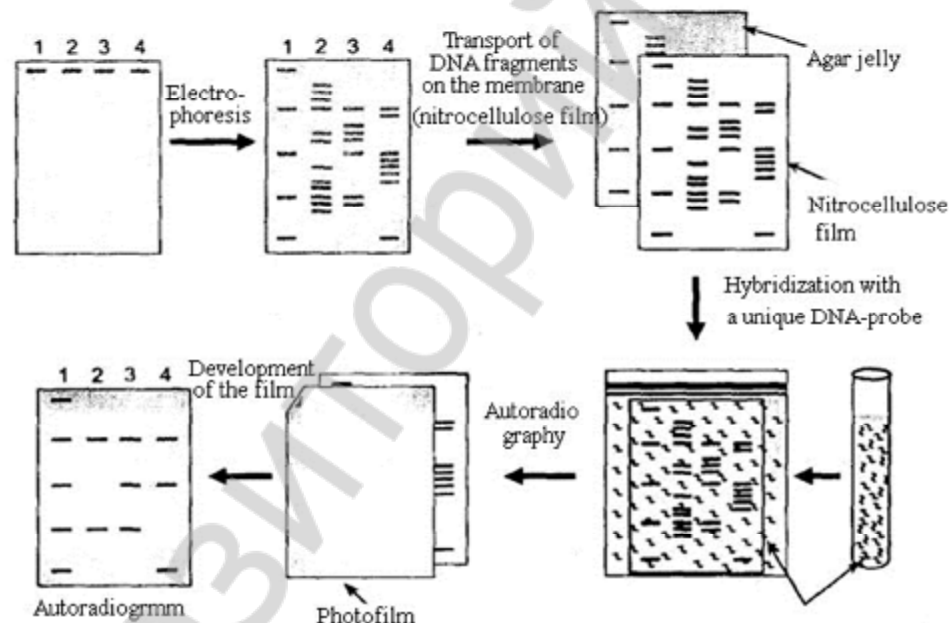 1 2 3 4
Electro-
phoresis
1 2 3 4
Transport of
DNA fragments
on the membrane
(nitrocellulose film)
Agar jelly
Nitrocellulose
film
Hybridization with
a unique DNA-probe
Autoradio
graphy
Photofilm
Development
of the film
1 2 3 4
Autoradiogrmm
зиторий